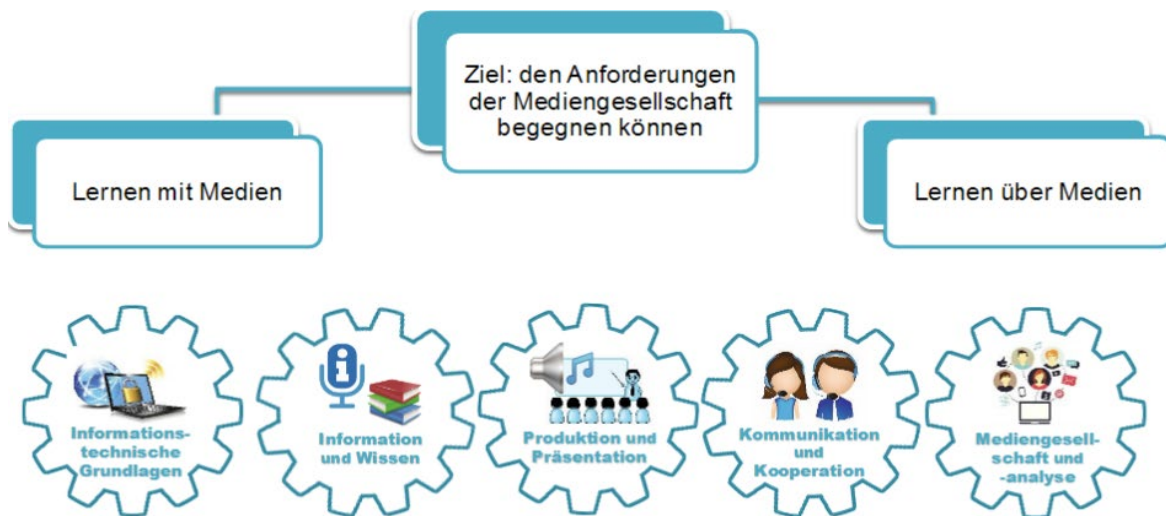 Ziel: den Anforderungen
der Mediengesellschaft
begegnen können
Lernen mit Medien
Lernen über Medien
Informations-
technische
Grundlagen
Information
und Wissen
Produktion und
Präsentation
Kommunikation
und
Kooperation
Mediengesell-
schaft und
-analyse